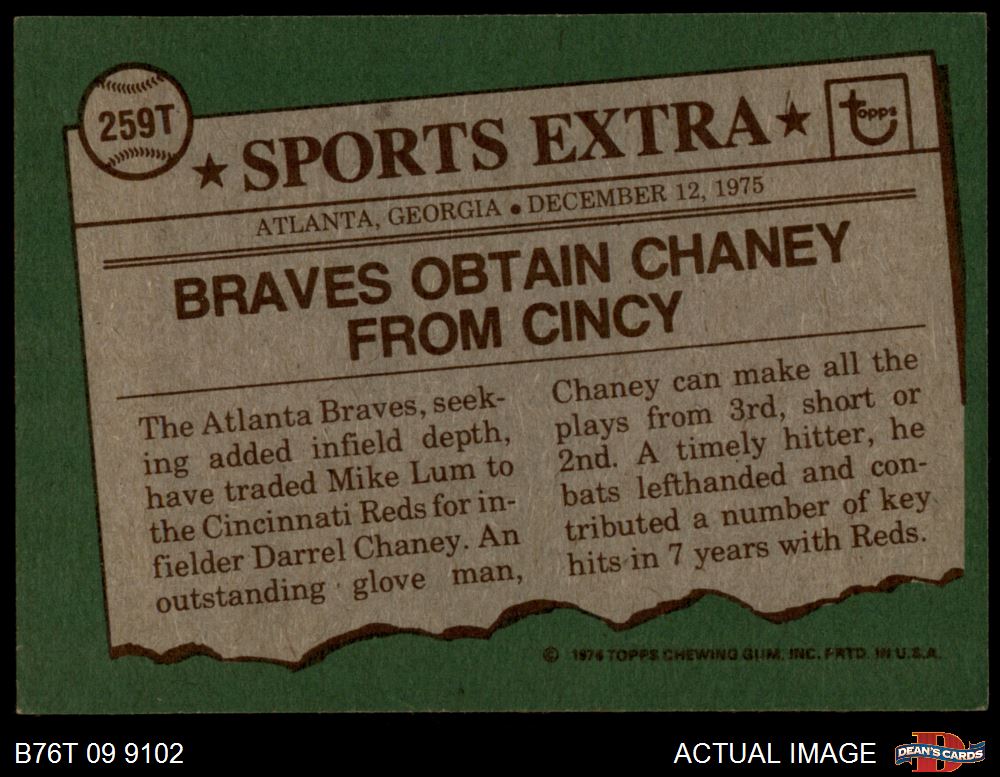 259T
★ SPORTS EXTRA ★
Topps
ATLANTA, GEORGIA • DECEMBER 12, 1975
BRAVES OBTAIN CHANEY
FROM CINCY
The Atlanta Braves, seek-
ing added infield depth,
have traded Mike Lum to
the Cincinnati Reds for in-
fielder Darrel Chaney. An
outstanding glove man,
Chaney can make all the
plays from 3rd, short or
2nd. A timely hitter, he
bats lefthanded and con-
tributed a number of key
hits in 7 years with Reds.
© 1976 TOPPS CHEWING GUM, INC. PRTD. IN U.S.A.
B76T 09 9102
ACTUAL IMAGE
D
DEAN'S CARDS